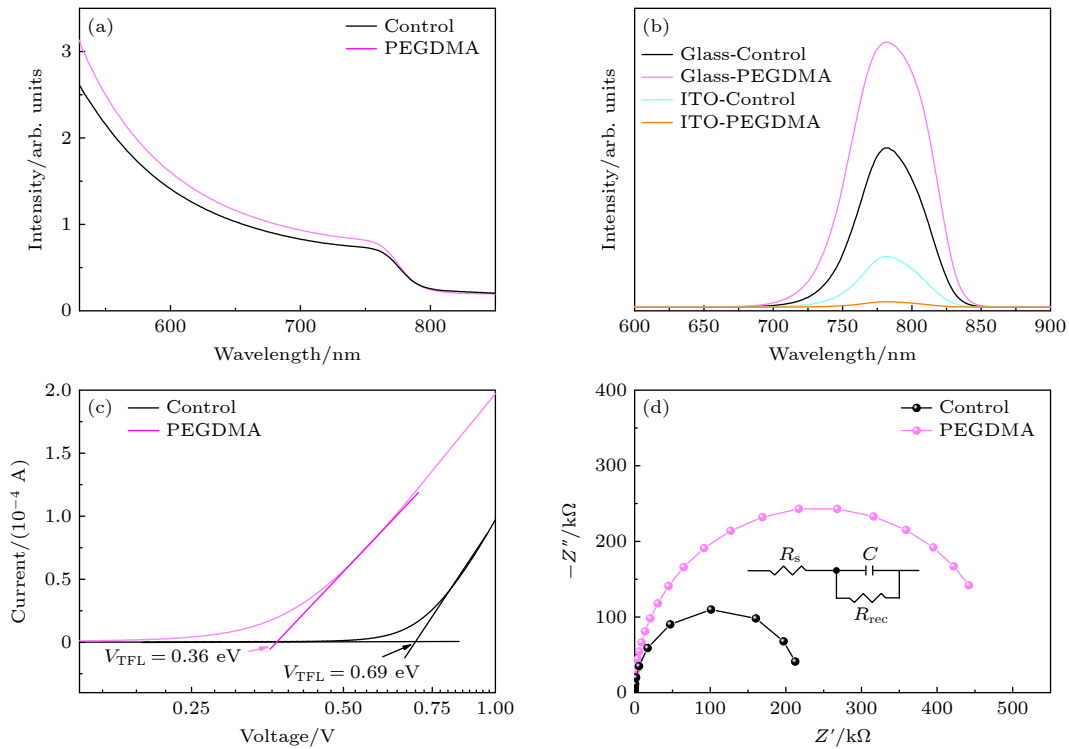 (a)
Control
PEGDMA
3
2
1
0
600
700
800
Intensity/arb. units
Wavelength/nm
(b)
Glass-Control
Glass-PEGDMA
ITO-Control
ITO-PEGDMA
Intensity/arb. units
600
650
700
750
800
850
900
Wavelength/nm
(c)
Control
PEGDMA
2.0
1.5
1.0
0.5
0
Current/(10⁻⁴ A)
V_TFL = 0.36 eV
V_TFL = 0.69 eV
0.25
0.50
0.75
1.00
Voltage/V
(d)
Control
PEGDMA
400
300
200
100
0
−Z″/kΩ
R_s
C
R_rec
0
100
200
300
400
500
Z′/kΩ